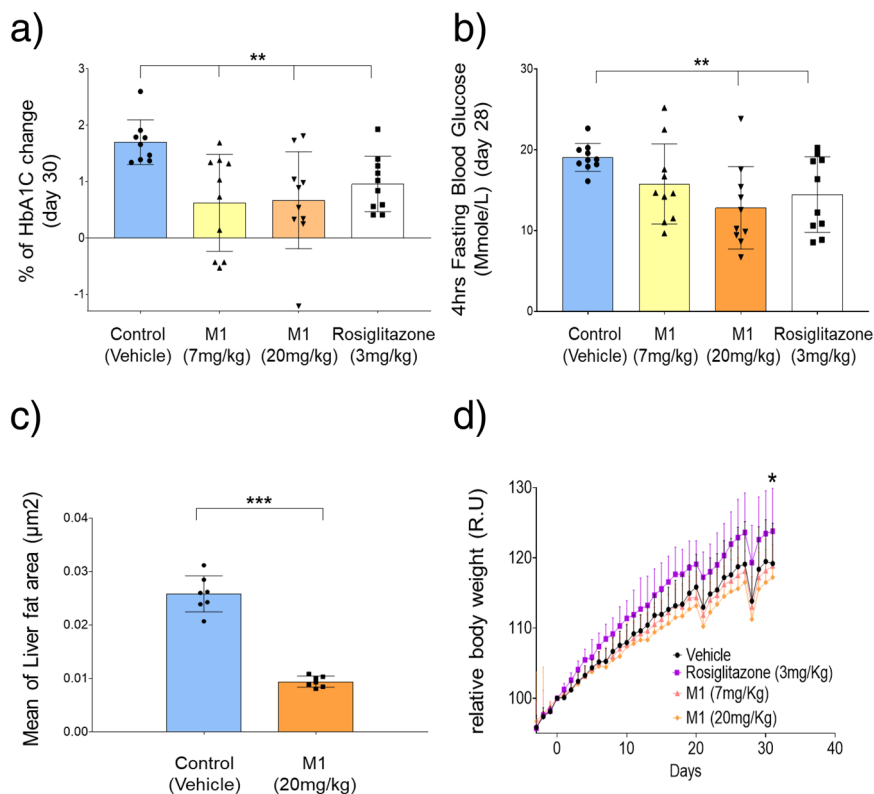 a)
**
% of HbA1C change
(day 30)
3
2
1
0
-1
Control
(Vehicle)
M1
(7mg/kg)
M1
(20mg/kg)
Rosiglitazone
(3mg/kg)
b)
**
4hrs Fasting Blood Glucose
(Mmole/L) (day 28)
30
20
10
0
Control
(Vehicle)
M1
(7mg/kg)
M1
(20mg/kg)
Rosiglitazone
(3mg/kg)
c)
***
Mean of Liver fat area (µm2)
0.04
0.03
0.02
0.01
0.00
Control
(Vehicle)
M1
(20mg/kg)
d)
*
relative body weight (R.U)
130
120
110
100
Vehicle
Rosiglitazone (3mg/Kg)
M1 (7mg/Kg)
M1 (20mg/Kg)
0
10
20
30
40
Days